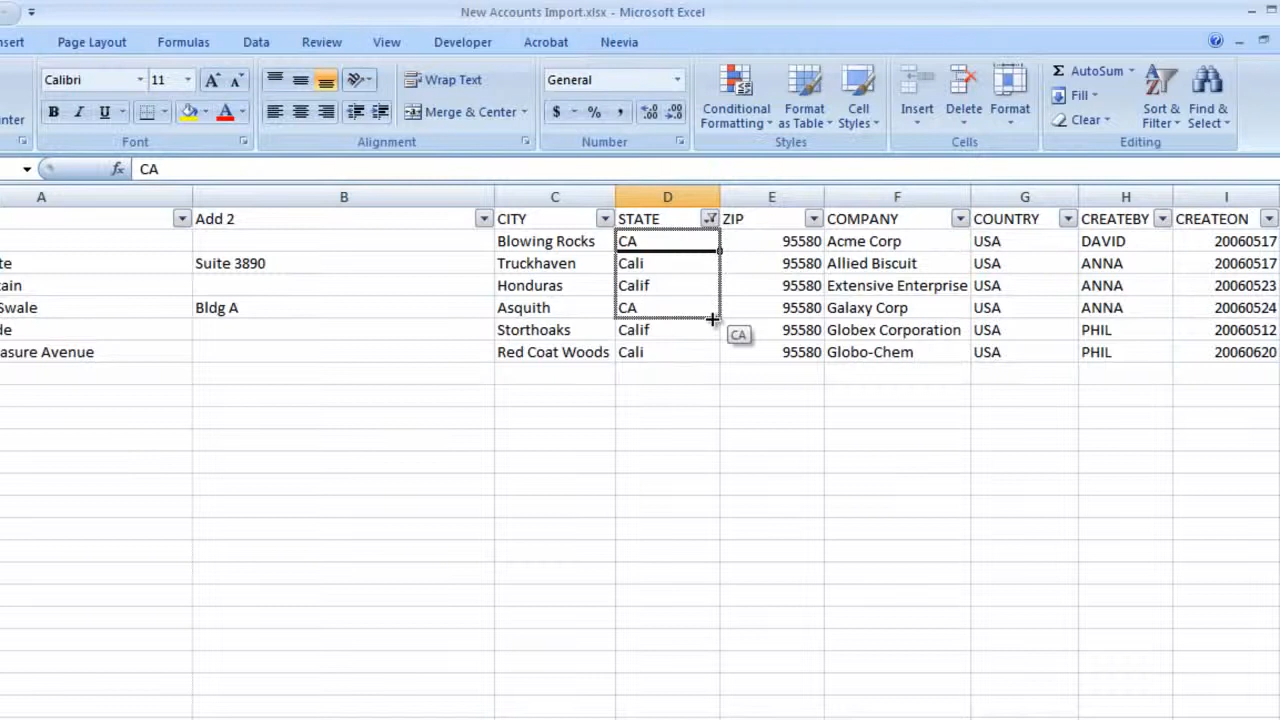 New Accounts Import.xlsx - Microsoft Excel
nsert Page Layout Formulas Data Review View Developer Acrobat Neevia
Calibri 11 A A Wrap Text General Conditional Formatting Format as Table Cell Styles Insert Delete Format Σ AutoSum Fill Clear Sort & Filter Find & Select
inter B I U A Merge & Center $ % ,
Font Alignment Number Styles Cells Editing
fx CA
A B C D E F G H I
Add 2 CITY STATE ZIP COMPANY COUNTRY CREATEBY CREATEON
Blowing Rocks CA 95580 Acme Corp USA DAVID 20060517
te Suite 3890 Truckhaven Cali 95580 Allied Biscuit USA ANNA 20060517
tain Honduras Calif 95580 Extensive Enterprise USA ANNA 20060523
Swale Bldg A Asquith CA 95580 Galaxy Corp USA ANNA 20060524
de Storthoaks Calif 95580 Globex Corporation USA PHIL 20060512
CA
asure Avenue Red Coat Woods Cali 95580 Globo-Chem USA PHIL 20060620